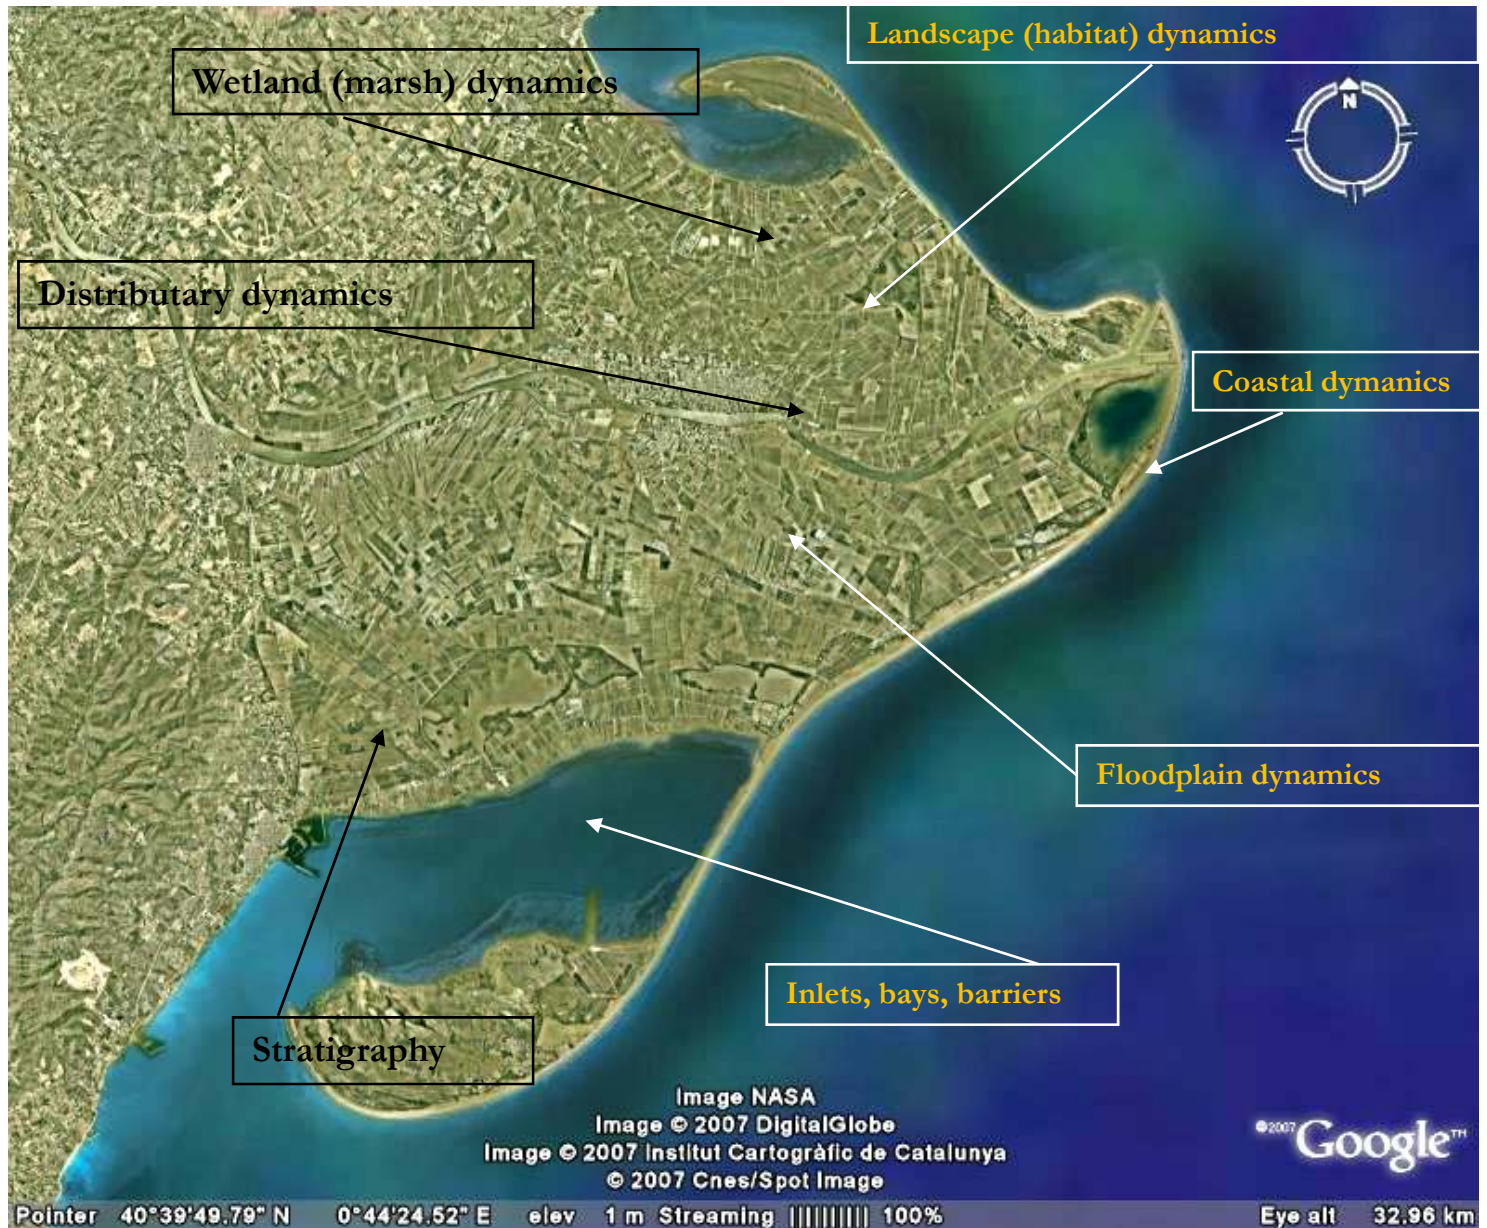 Landscape (habitat) dynamics
Wetland (marsh) dynamics
N
Distributary dynamics
Coastal dymanics
Floodplain dynamics
Inlets, bays, barriers
Stratigraphy
Image NASA
Image © 2007 DigitalGlobe
Image © 2007 Institut Cartogràfic de Catalunya
© 2007 Cnes/Spot Image
©2007 Google™
Pointer 40°39'49.79" N 0°44'24.52" E elev 1 m Streaming |||||||||| 100% Eye alt 32.96 km